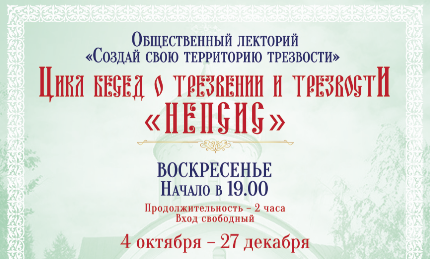 Общественный лекторий
«Создай свою территорию трезвости»
Цикл бесед о трезвении и трезвости
«НЕПСИС»
ВОСКРЕСЕНЬЕ
Начало в 19.00
Продолжительность – 2 часа
Вход свободный
4 октября – 27 декабря